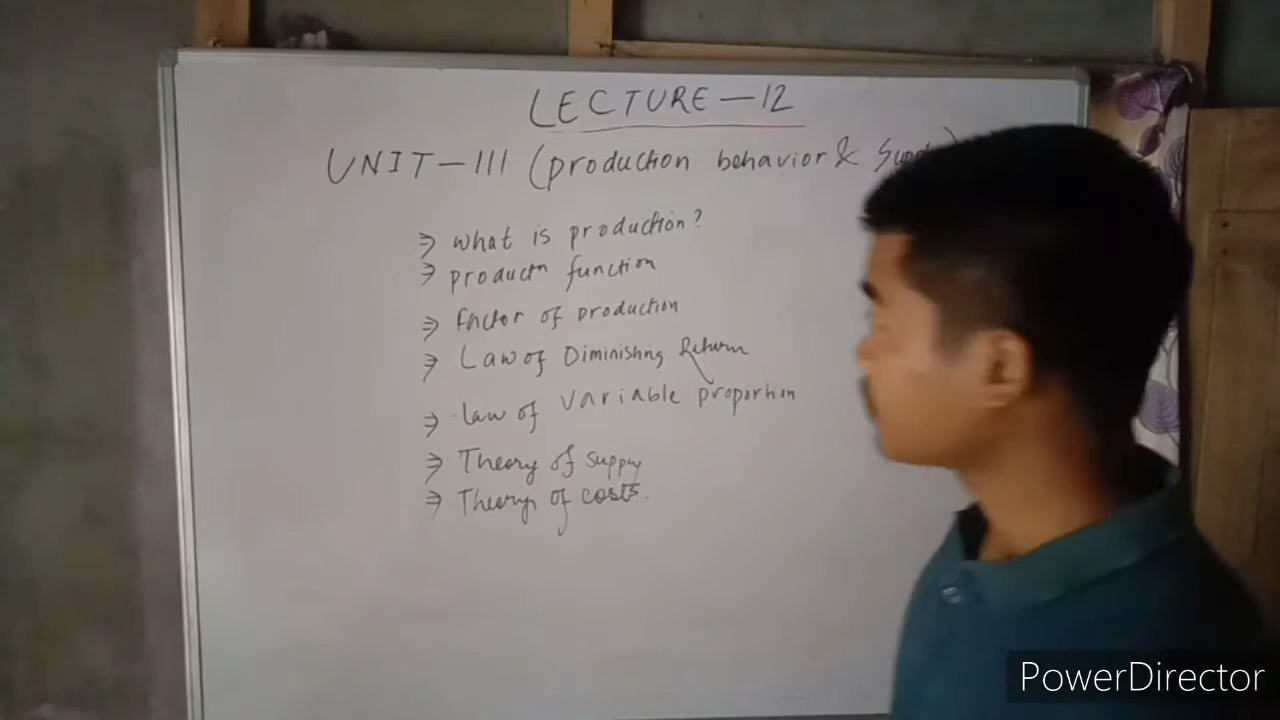 LECTURE-12
UNIT-III (production behavior &
⇒ what is production?
⇒ productn function
⇒ factor of production
⇒ Law of Diminishing Return
⇒ Law of variable proportion
⇒ Theory of supply
⇒ Theory of costs.
PowerDirector